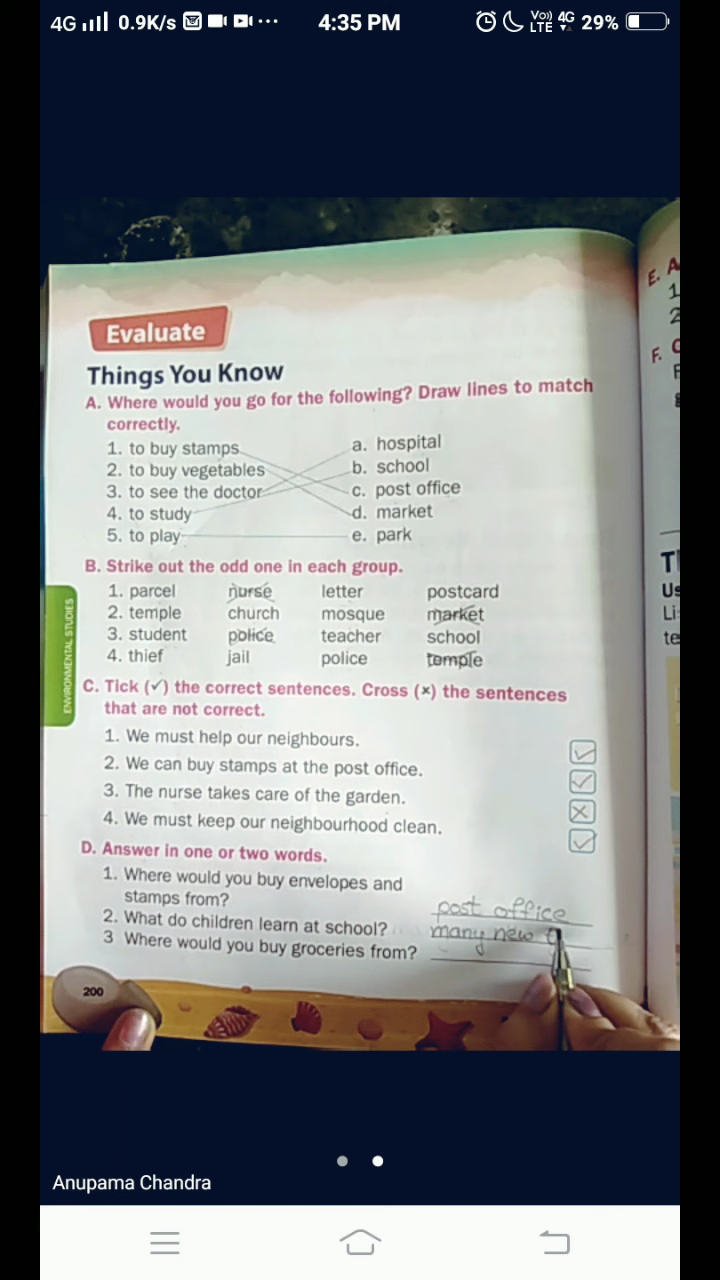 4G 0.9K/s ... 4:35 PM Vo) LTE 4G 29%
E. A
1
2
F. C
F
g
Evaluate
Things You Know
A. Where would you go for the following? Draw lines to match
correctly.
1. to buy stamps a. hospital
2. to buy vegetables b. school
3. to see the doctor c. post office
4. to study d. market
5. to play e. park
B. Strike out the odd one in each group.
1. parcel nurse letter postcard
2. temple church mosque market
3. student police teacher school
4. thief jail police temple
C. Tick (✓) the correct sentences. Cross (×) the sentences
that are not correct.
1. We must help our neighbours. ✓
2. We can buy stamps at the post office. ✓
3. The nurse takes care of the garden. ×
4. We must keep our neighbourhood clean. ✓
D. Answer in one or two words.
1. Where would you buy envelopes and
stamps from? post office
2. What do children learn at school? many new t
3 Where would you buy groceries from?
200
ENVIRONMENTAL STUDIES
Us
Li
te
Anupama Chandra